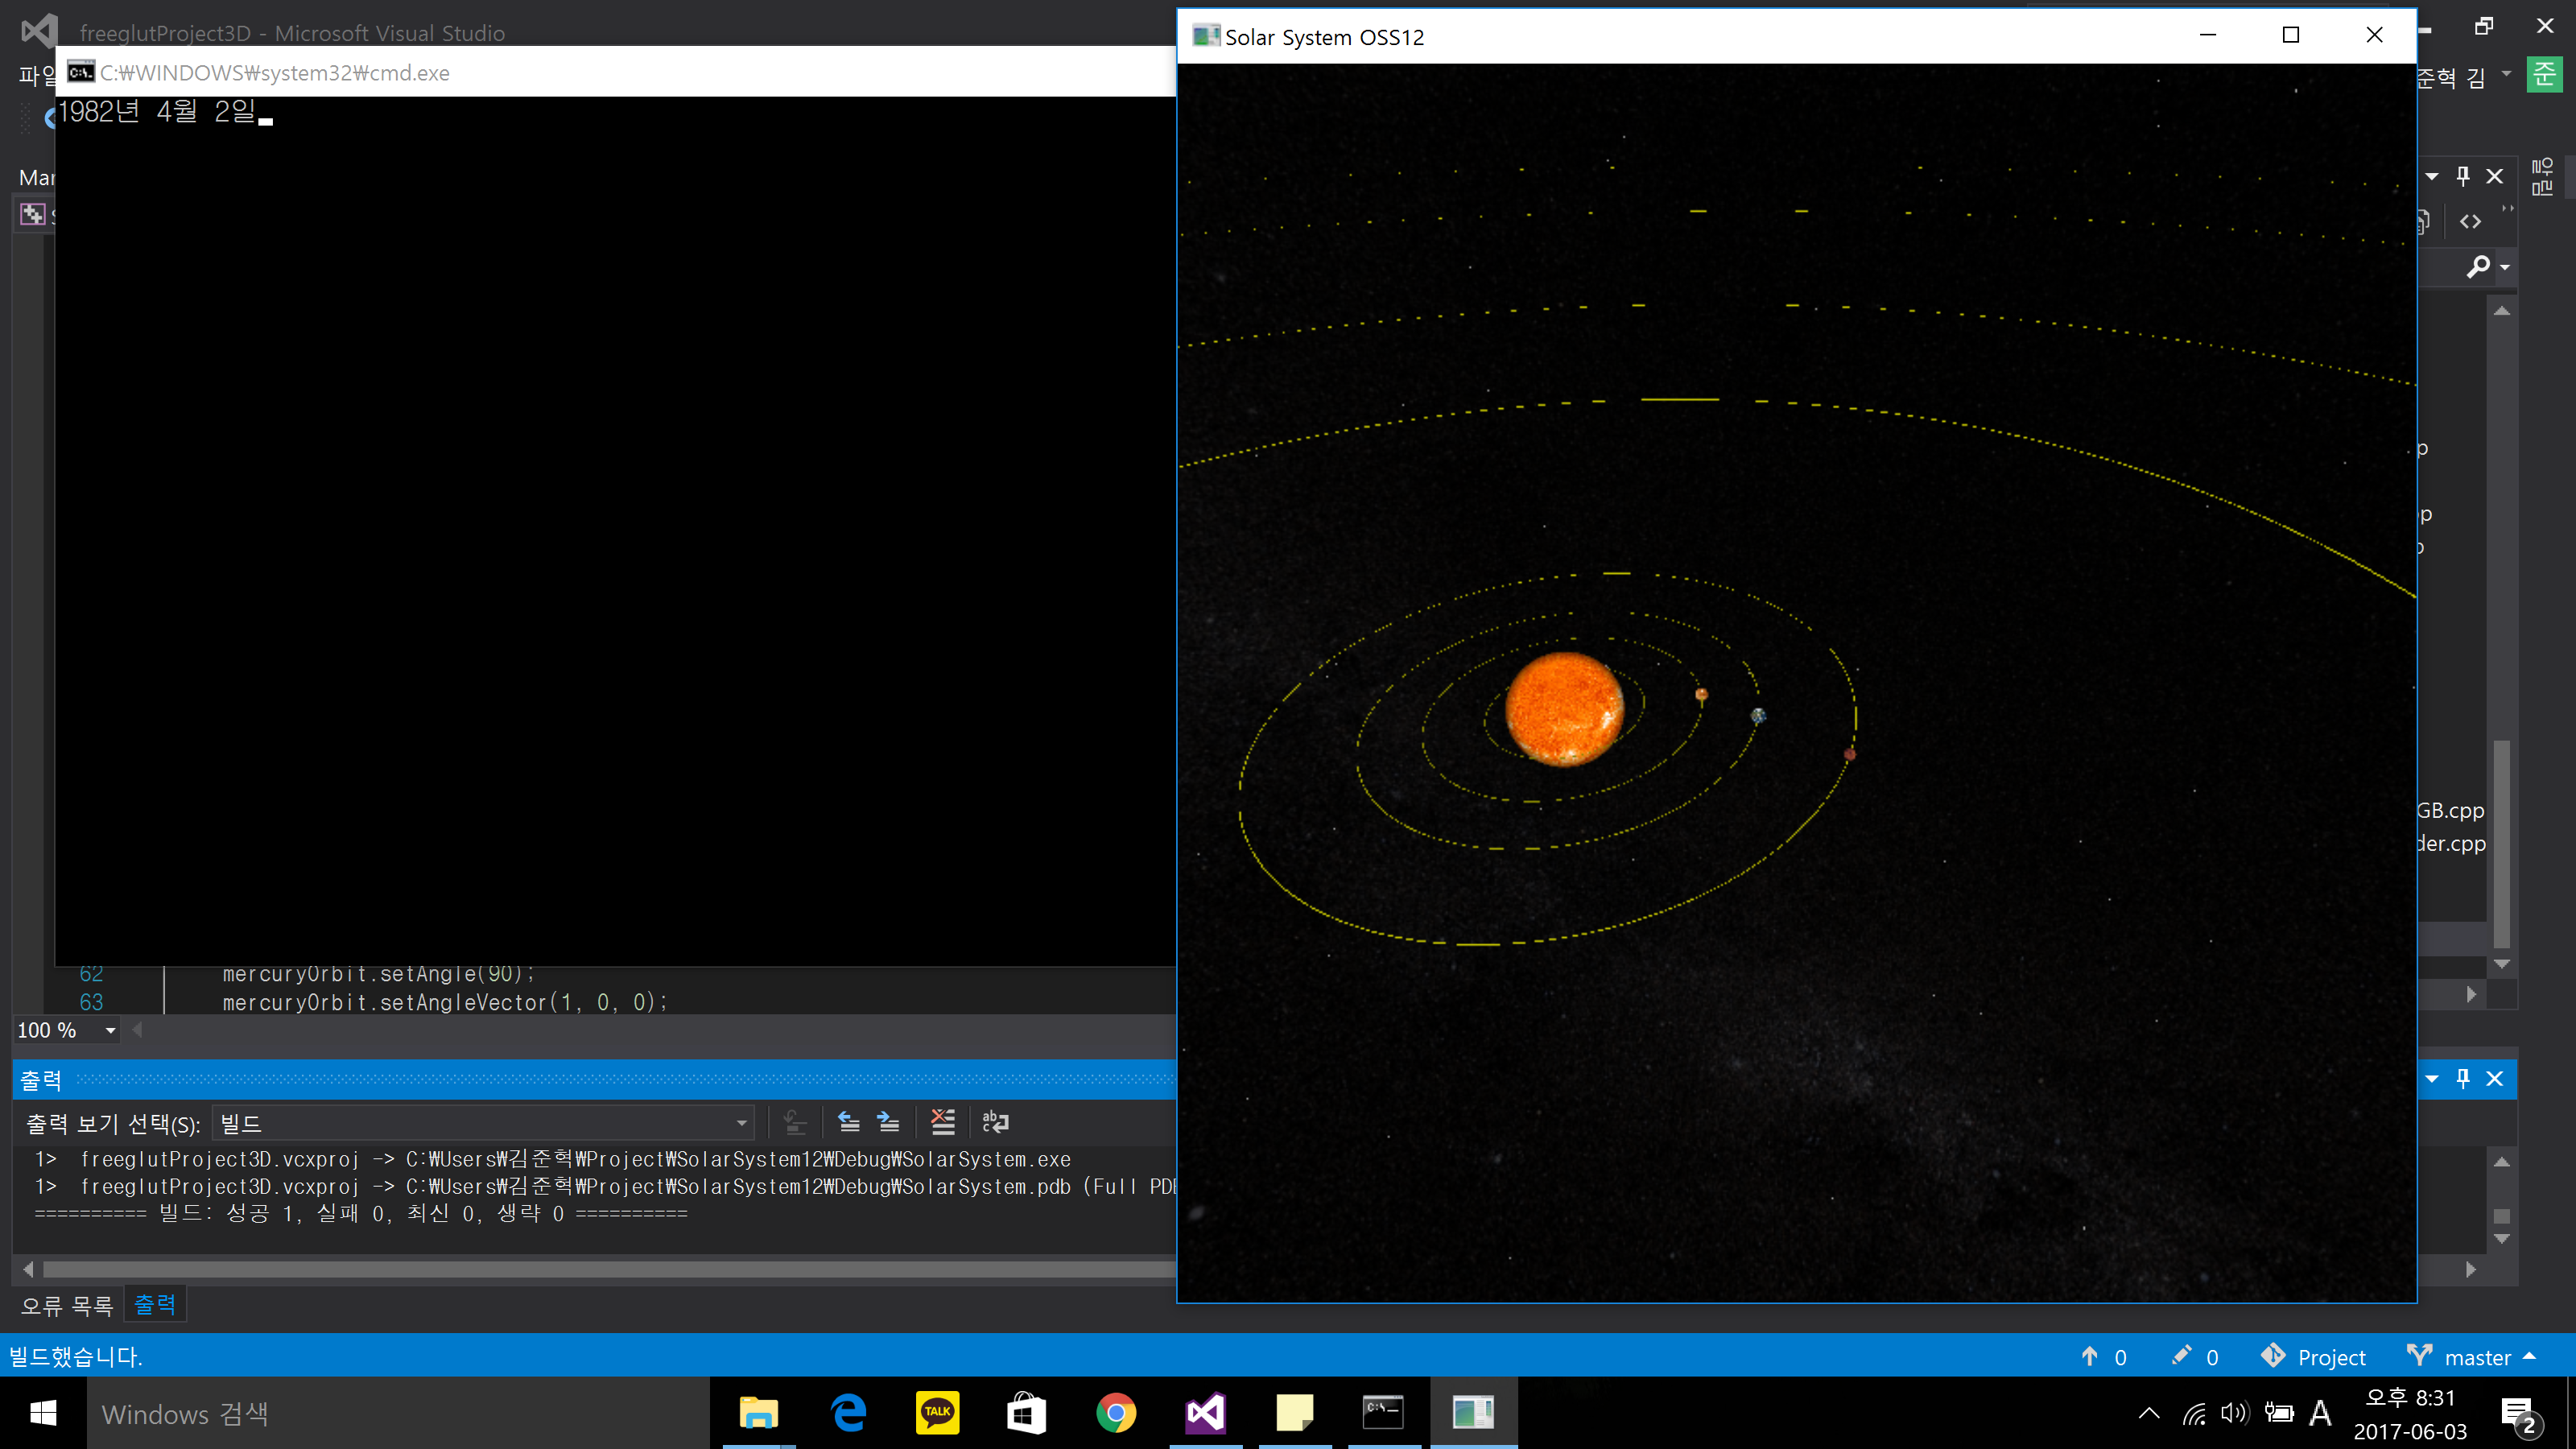 freeglutProject3D - Microsoft Visual Studio
Solar System OSS12
C:₩WINDOWS₩system32₩cmd.exe
준혁 김
준
1982년 4월 2일
알림
GB.cpp
der.cpp
62 mercuryOrbit.setAngle(90);
63 mercuryOrbit.setAngleVector(1, 0, 0);
100 %
출력
출력 보기 선택(S):
빌드
1> freeglutProject3D.vcxproj -> C:₩Users₩김준혁₩Project₩SolarSystem12₩Debug₩SolarSystem.exe
1> freeglutProject3D.vcxproj -> C:₩Users₩김준혁₩Project₩SolarSystem12₩Debug₩SolarSystem.pdb (Full PD
========== 빌드: 성공 1, 실패 0, 최신 0, 생략 0 ==========
오류 목록
출력
빌드했습니다.
0
0
Project
master
Windows 검색
TALK
A
오후 8:31
2017-06-03
2